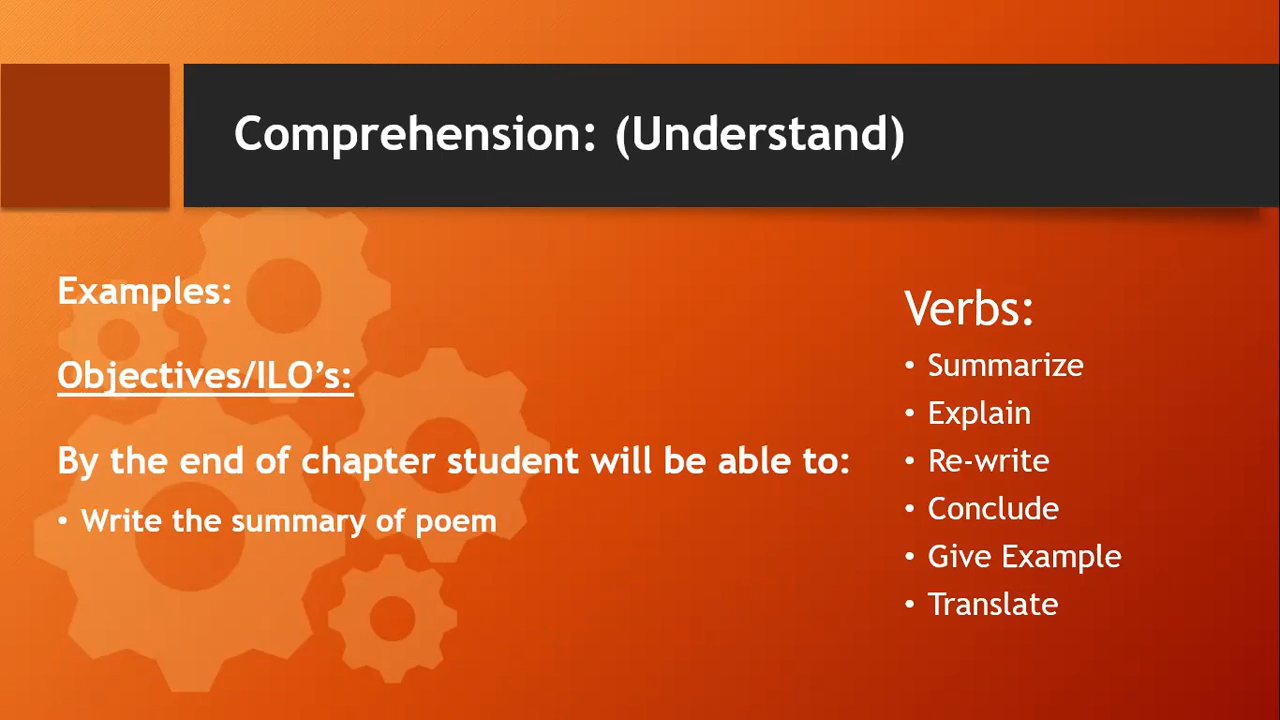 Comprehension: (Understand)
Examples:
Objectives/ILO’s:
By the end of chapter student will be able to:
• Write the summary of poem
Verbs:
• Summarize
• Explain
• Re-write
• Conclude
• Give Example
• Translate